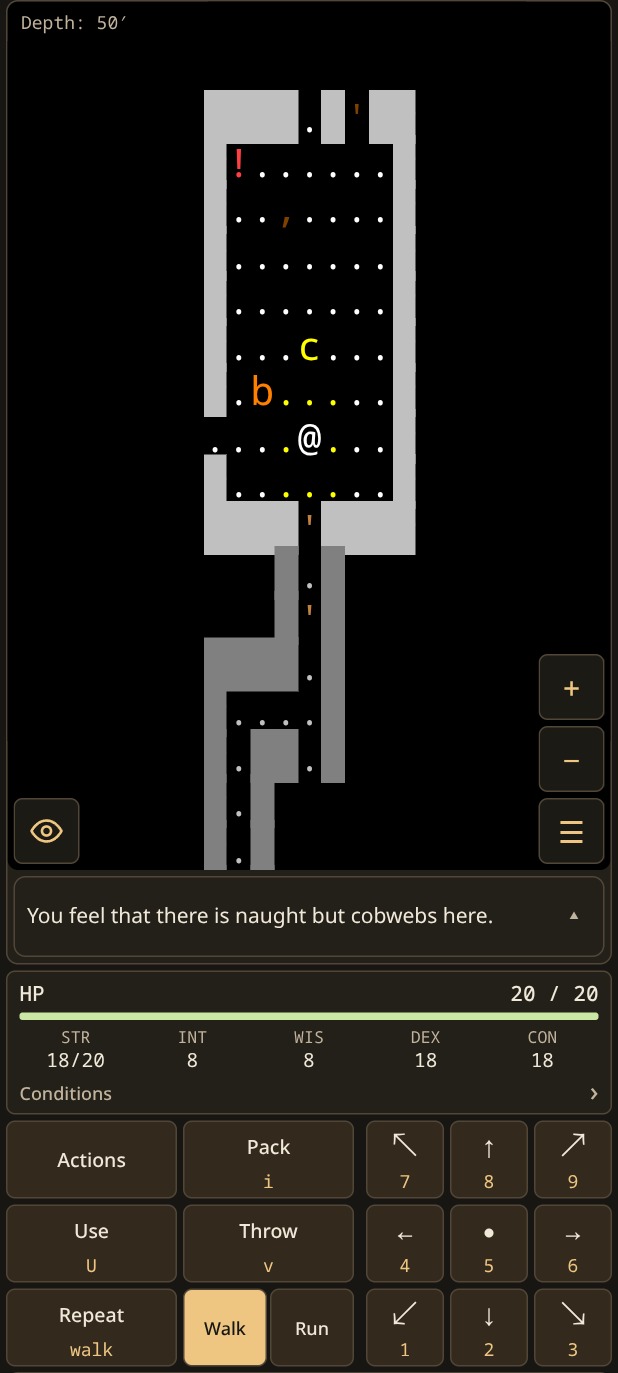 Depth: 50′
. '
! . . . . . .
. . , . . . .
. . . . . . .
. . . . . . .
. . . c . . .
. b . . . . .
. . . . @ . . .
. . . . . . .
'
.
'
.
. . . .
. .
.
.
+
−
☰
You feel that there is naught but cobwebs here. ▲
HP 20 / 20
STR INT WIS DEX CON
18/20 8 8 18 18
Conditions ›
Actions Pack i ↖ 7 ↑ 8 ↗ 9
Use U Throw v ← 4 ● 5 → 6
Repeat walk Walk Run ↙ 1 ↓ 2 ↘ 3